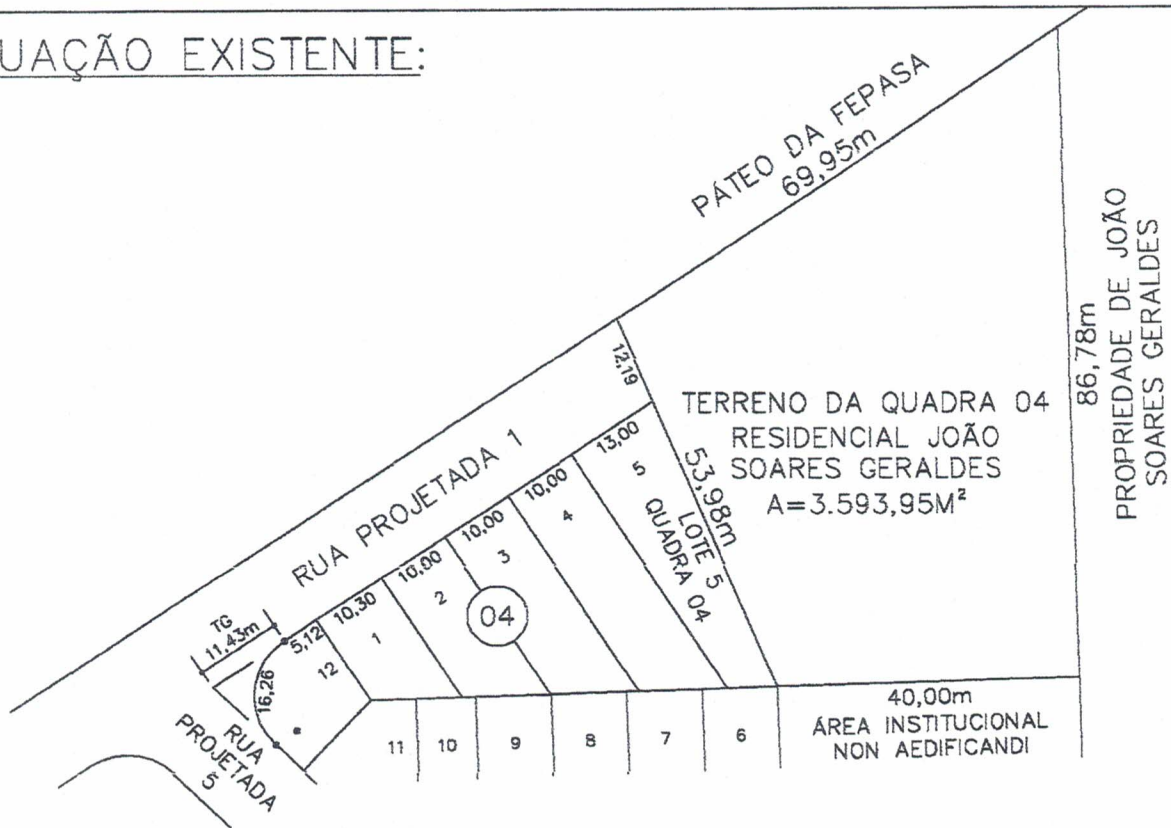 UAÇÃO EXISTENTE:
PÁTEO DA FEPASA
69,95m
86,78m
PROPRIEDADE DE JOÃO
SOARES GERALDES
12,19
TERRENO DA QUADRA 04
RESIDENCIAL JOÃO
SOARES GERALDES
A=3.593,95M²
53,98m
LOTE 5
QUADRA 04
RUA PROJETADA 1
13,00
5
10,00
4
10,00
3
10,00
2
10,30
1
04
5,12
12
TG
11,43m
16,26
RUA
PROJETADA
5
11
10
9
8
7
6
40,00m
ÁREA INSTITUCIONAL
NON AEDIFICANDI